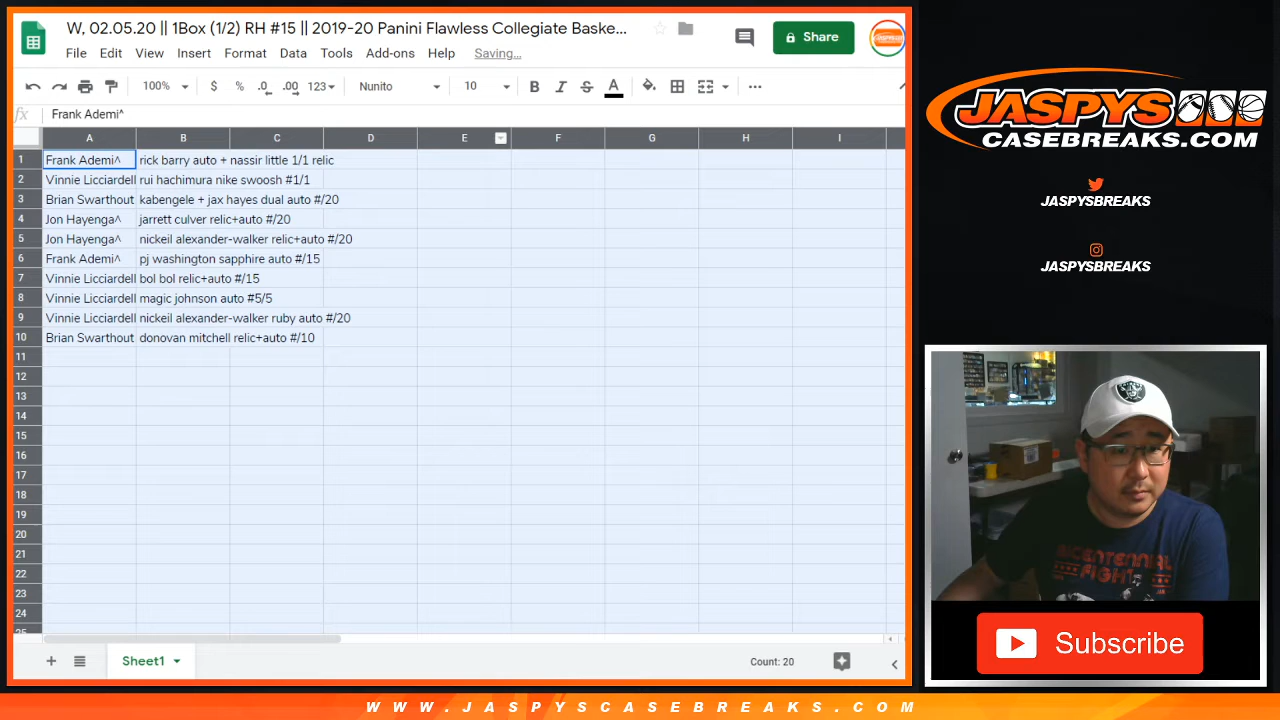 W, 02.05.20 || 1Box (1/2) RH #15 || 2019-20 Panini Flawless Collegiate Baske...
Share
File Edit View Insert Format Data Tools Add-ons Help Saving...
100% $ % .0 .00 123 Nunito 10 B I S A
fx Frank Ademi^
A B C D E F G H I
1 Frank Ademi^ rick barry auto + nassir little 1/1 relic
2 Vinnie Licciardell rui hachimura nike swoosh #1/1
3 Brian Swarthout kabengele + jax hayes dual auto #/20
4 Jon Hayenga^ jarrett culver relic+auto #/20
5 Jon Hayenga^ nickeil alexander-walker relic+auto #/20
6 Frank Ademi^ pj washington sapphire auto #/15
7 Vinnie Licciardell bol bol relic+auto #/15
8 Vinnie Licciardell magic johnson auto #5/5
9 Vinnie Licciardell nickeil alexander-walker ruby auto #/20
10 Brian Swarthout donovan mitchell relic+auto #/10
11
12
13
14
15
16
17
18
19
20
21
22
23
24
25
Sheet1
Count: 20
JASPYS
CASEBREAKS.COM
JASPYSBREAKS
JASPYSBREAKS
BICENTENNIAL
FIGHT
Subscribe
WWW.JASPYSCASEBREAKS.COM